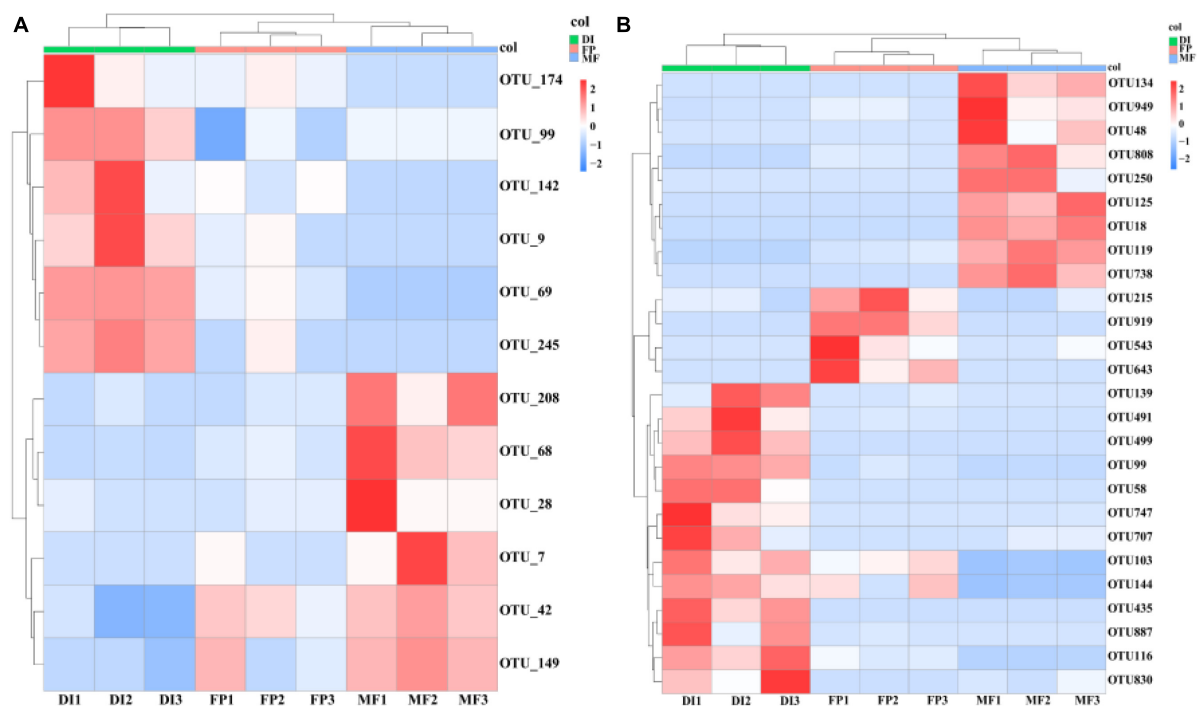 A
col
DI
FP
MF
col
2
1
0
−1
−2
OTU_174
OTU_99
OTU_142
OTU_9
OTU_69
OTU_245
OTU_208
OTU_68
OTU_28
OTU_7
OTU_42
OTU_149
DI1 DI2 DI3 FP1 FP2 FP3 MF1 MF2 MF3
B
col
DI
FP
MF
col
2
1
0
−1
−2
OTU134
OTU949
OTU48
OTU808
OTU250
OTU125
OTU18
OTU119
OTU738
OTU215
OTU919
OTU543
OTU643
OTU139
OTU491
OTU499
OTU99
OTU58
OTU747
OTU707
OTU103
OTU144
OTU435
OTU887
OTU116
OTU830
DI1 DI2 DI3 FP1 FP2 FP3 MF1 MF2 MF3